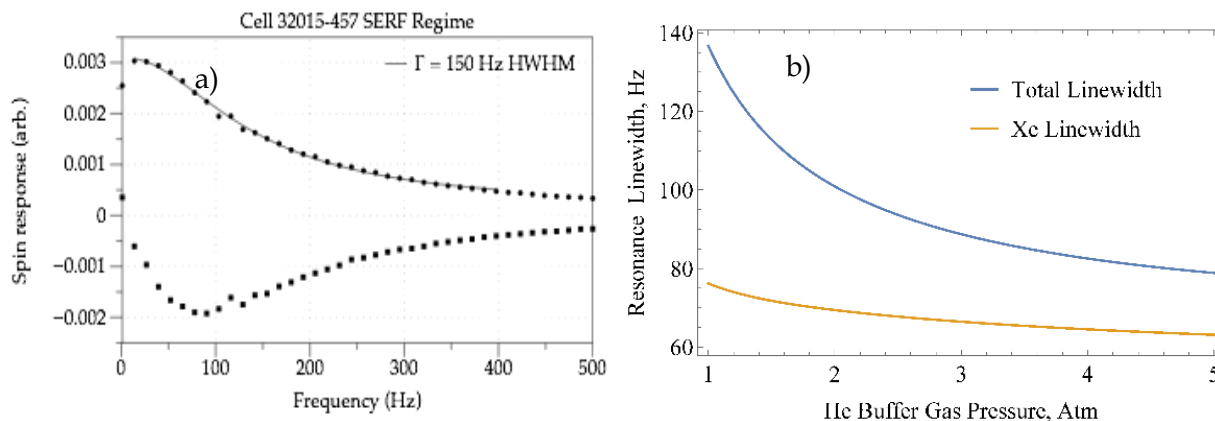 Cell 32015-457 SERF Regime
a)
Γ = 150 Hz HWHM
0.003
0.002
0.001
0
−0.001
−0.002
Spin response (arb.)
0
100
200
300
400
500
Frequency (Hz)
b)
Total Linewidth
Xe Linewidth
140
120
100
80
60
Resonance Linewidth, Hz
1
2
3
4
5
He Buffer Gas Pressure, Atm